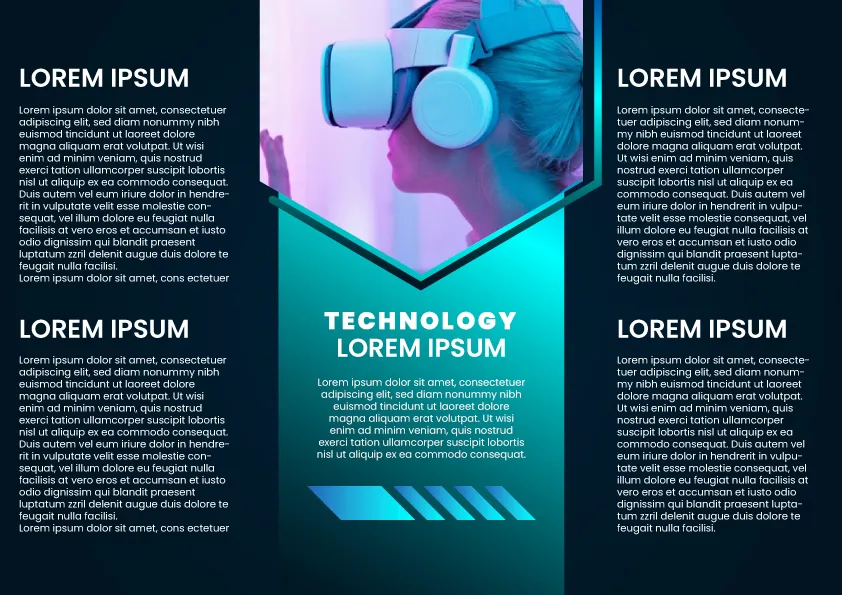 LOREM IPSUM
Lorem ipsum dolor sit amet, consectetuer
adipiscing elit, sed diam nonummy nibh
euismod tincidunt ut laoreet dolore
magna aliquam erat volutpat. Ut wisi
enim ad minim veniam, quis nostrud
exerci tation ullamcorper suscipit lobortis
nisl ut aliquip ex ea commodo consequat.
Duis autem vel eum iriure dolor in hendre-
rit in vulputate velit esse molestie con-
sequat, vel illum dolore eu feugiat nulla
facilisis at vero eros et accumsan et iusto
odio dignissim qui blandit praesent
luptatum zzril delenit augue duis dolore te
feugait nulla facilisi.
Lorem ipsum dolor sit amet, cons ectetuer
LOREM IPSUM
Lorem ipsum dolor sit amet, consectetuer
adipiscing elit, sed diam nonummy nibh
euismod tincidunt ut laoreet dolore
magna aliquam erat volutpat. Ut wisi
enim ad minim veniam, quis nostrud
exerci tation ullamcorper suscipit lobortis
nisl ut aliquip ex ea commodo consequat.
Duis autem vel eum iriure dolor in hendre-
rit in vulputate velit esse molestie con-
sequat, vel illum dolore eu feugiat nulla
facilisis at vero eros et accumsan et iusto
odio dignissim qui blandit praesent
luptatum zzril delenit augue duis dolore te
feugait nulla facilisi.
Lorem ipsum dolor sit amet, cons ectetuer
TECHNOLOGY
LOREM IPSUM
Lorem ipsum dolor sit amet, consectetuer
adipiscing elit, sed diam nonummy nibh
euismod tincidunt ut laoreet dolore
magna aliquam erat volutpat. Ut wisi
enim ad minim veniam, quis nostrud
exerci tation ullamcorper suscipit lobortis
nisl ut aliquip ex ea commodo consequat.
LOREM IPSUM
Lorem ipsum dolor sit amet, consecte-
tuer adipiscing elit, sed diam nonum-
my nibh euismod tincidunt ut laoreet
dolore magna aliquam erat volutpat.
Ut wisi enim ad minim veniam, quis
nostrud exerci tation ullamcorper
suscipit lobortis nisl ut aliquip ex ea
commodo consequat. Duis autem vel
eum iriure dolor in hendrerit in vulpu-
tate velit esse molestie consequat, vel
illum dolore eu feugiat nulla facilisis at
vero eros et accumsan et iusto odio
dignissim qui blandit praesent lupta-
tum zzril delenit augue duis dolore te
feugait nulla facilisi.
LOREM IPSUM
Lorem ipsum dolor sit amet, consecte-
tuer adipiscing elit, sed diam nonum-
my nibh euismod tincidunt ut laoreet
dolore magna aliquam erat volutpat.
Ut wisi enim ad minim veniam, quis
nostrud exerci tation ullamcorper
suscipit lobortis nisl ut aliquip ex ea
commodo consequat. Duis autem vel
eum iriure dolor in hendrerit in vulpu-
tate velit esse molestie consequat, vel
illum dolore eu feugiat nulla facilisis at
vero eros et accumsan et iusto odio
dignissim qui blandit praesent lupta-
tum zzril delenit augue duis dolore te
feugait nulla facilisi.